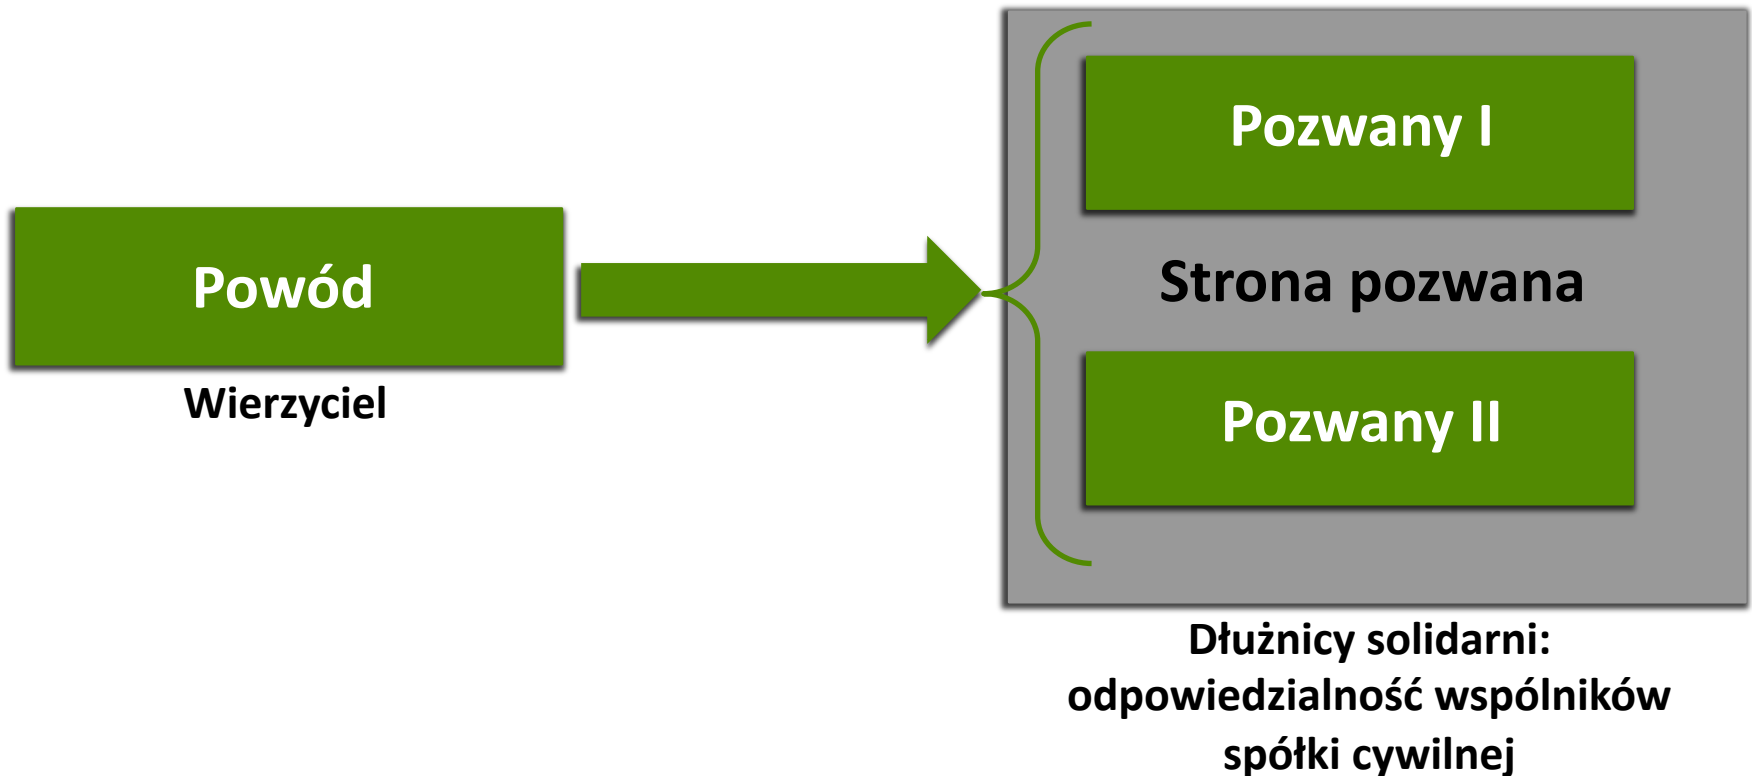 Powód
Wierzyciel
Pozwany I
Strona pozwana
Pozwany II
Dłużnicy solidarni:
odpowiedzialność wspólników
spółki cywilnej